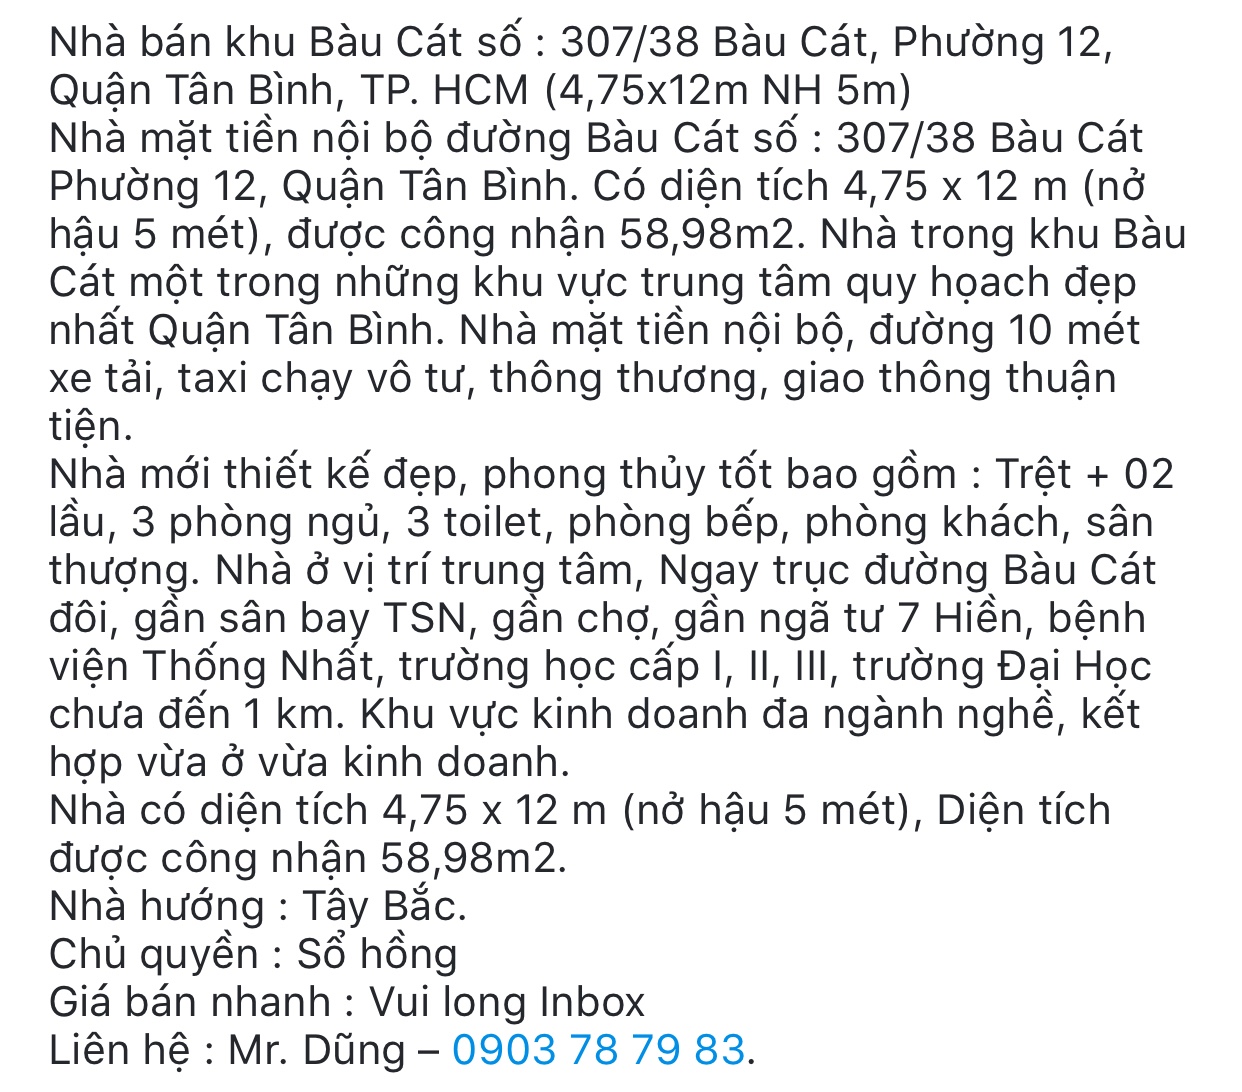 Nhà bán khu Bàu Cát số : 307/38 Bàu Cát, Phường 12,
Quận Tân Bình, TP. HCM (4,75x12m NH 5m)
Nhà mặt tiền nội bộ đường Bàu Cát số : 307/38 Bàu Cát
Phường 12, Quận Tân Bình. Có diện tích 4,75 x 12 m (nở
hậu 5 mét), được công nhận 58,98m2. Nhà trong khu Bàu
Cát một trong những khu vực trung tâm quy họach đẹp
nhất Quận Tân Bình. Nhà mặt tiền nội bộ, đường 10 mét
xe tải, taxi chạy vô tư, thông thương, giao thông thuận
tiện.
Nhà mới thiết kế đẹp, phong thủy tốt bao gồm : Trệt + 02
lầu, 3 phòng ngủ, 3 toilet, phòng bếp, phòng khách, sân
thượng. Nhà ở vị trí trung tâm, Ngay trục đường Bàu Cát
đôi, gần sân bay TSN, gần chợ, gần ngã tư 7 Hiền, bệnh
viện Thống Nhất, trường học cấp I, II, III, trường Đại Học
chưa đến 1 km. Khu vực kinh doanh đa ngành nghề, kết
hợp vừa ở vừa kinh doanh.
Nhà có diện tích 4,75 x 12 m (nở hậu 5 mét), Diện tích
được công nhận 58,98m2.
Nhà hướng : Tây Bắc.
Chủ quyền : Sổ hồng
Giá bán nhanh : Vui long Inbox
Liên hệ : Mr. Dũng – 0903 78 79 83.